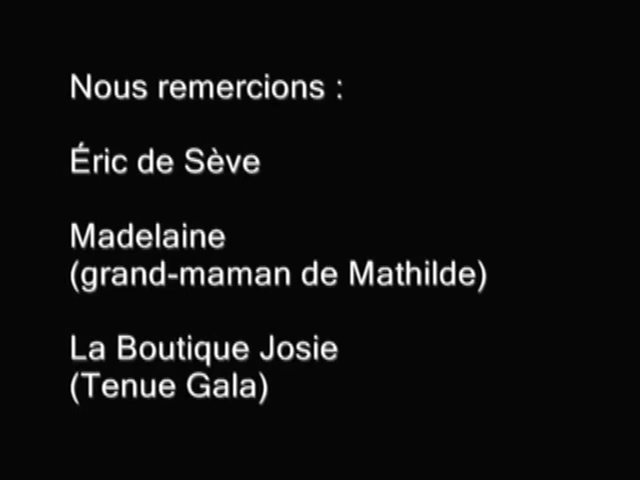 Nous remercions :
Éric de Sève
Madelaine
(grand-maman de Mathilde)
La Boutique Josie
(Tenue Gala)